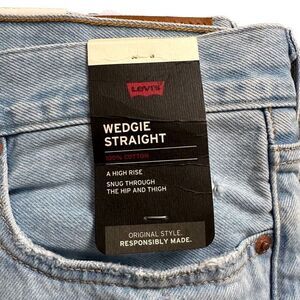 LEVI'S
WEDGIE
STRAIGHT
100% COTTON
A HIGH RISE
SNUG THROUGH
THE HIP AND THIGH
ORIGINAL STYLE.
RESPONSIBLY MADE.